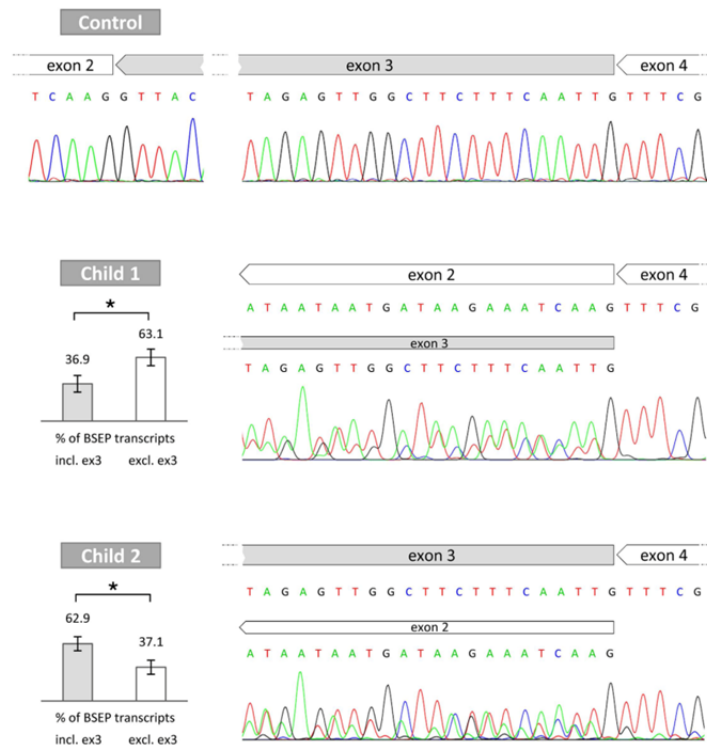 Control
exon 2 exon 3 exon 4
T C A A G G T T A C T A G A G T T G G C T T C T T T C A A T T G T T T C G
Child 1
exon 2 exon 4
A T A A T A A T G A T A A G A A A T C A A G T T T C G
*
63.1
36.9
exon 3
T A G A G T T G G C T T C T T T C A A T T G
% of BSEP transcripts
incl. ex3 excl. ex3
Child 2
exon 3 exon 4
*
T A G A G T T G G C T T C T T T C A A T T G T T T C G
62.9
37.1
exon 2
A T A A T A A T G A T A A G A A A T C A A G
% of BSEP transcripts
incl. ex3 excl. ex3